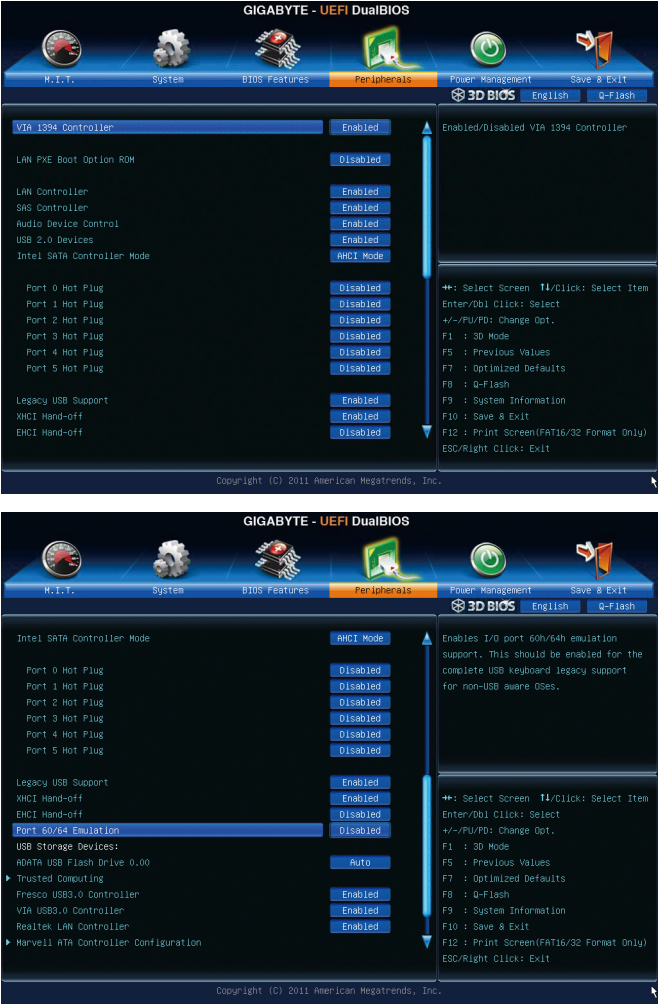 GIGABYTE - UEFI DualBIOS
M.I.T. System BIOS Features Peripherals Power Management Save & Exit
3D BIOS English Q-Flash
VIA 1394 Controller Enabled
LAN PXE Boot Option ROM Disabled
LAN Controller Enabled
SAS Controller Enabled
Audio Device Control Enabled
USB 2.0 Devices Enabled
Intel SATA Controller Mode AHCI Mode
Port 0 Hot Plug Disabled
Port 1 Hot Plug Disabled
Port 2 Hot Plug Disabled
Port 3 Hot Plug Disabled
Port 4 Hot Plug Disabled
Port 5 Hot Plug Disabled
Legacy USB Support Enabled
XHCI Hand-off Enabled
EHCI Hand-off Disabled
Enabled/Disabled VIA 1394 Controller
→←: Select Screen ↑↓/Click: Select Item
Enter/Dbl Click: Select
+/-/PU/PD: Change Opt.
F1 : 3D Mode
F5 : Previous Values
F7 : Optimized Defaults
F8 : Q-Flash
F9 : System Information
F10 : Save & Exit
F12 : Print Screen(FAT16/32 Format Only)
ESC/Right Click: Exit
Copyright (C) 2011 American Megatrends, Inc.
GIGABYTE - UEFI DualBIOS
M.I.T. System BIOS Features Peripherals Power Management Save & Exit
3D BIOS English Q-Flash
Intel SATA Controller Mode AHCI Mode
Port 0 Hot Plug Disabled
Port 1 Hot Plug Disabled
Port 2 Hot Plug Disabled
Port 3 Hot Plug Disabled
Port 4 Hot Plug Disabled
Port 5 Hot Plug Disabled
Legacy USB Support Enabled
XHCI Hand-off Enabled
EHCI Hand-off Disabled
Port 60/64 Emulation Disabled
USB Storage Devices:
ADATA USB Flash Drive 0.00 Auto
Trusted Computing
Fresco USB3.0 Controller Enabled
VIA USB3.0 Controller Enabled
Realtek LAN Controller Enabled
Marvell ATA Controller Configuration
Enables I/O port 60h/64h emulation
support. This should be enabled for the
complete USB keyboard legacy support
for non-USB aware OSes.
→←: Select Screen ↑↓/Click: Select Item
Enter/Dbl Click: Select
+/-/PU/PD: Change Opt.
F1 : 3D Mode
F5 : Previous Values
F7 : Optimized Defaults
F8 : Q-Flash
F9 : System Information
F10 : Save & Exit
F12 : Print Screen(FAT16/32 Format Only)
ESC/Right Click: Exit
Copyright (C) 2011 American Megatrends, Inc.